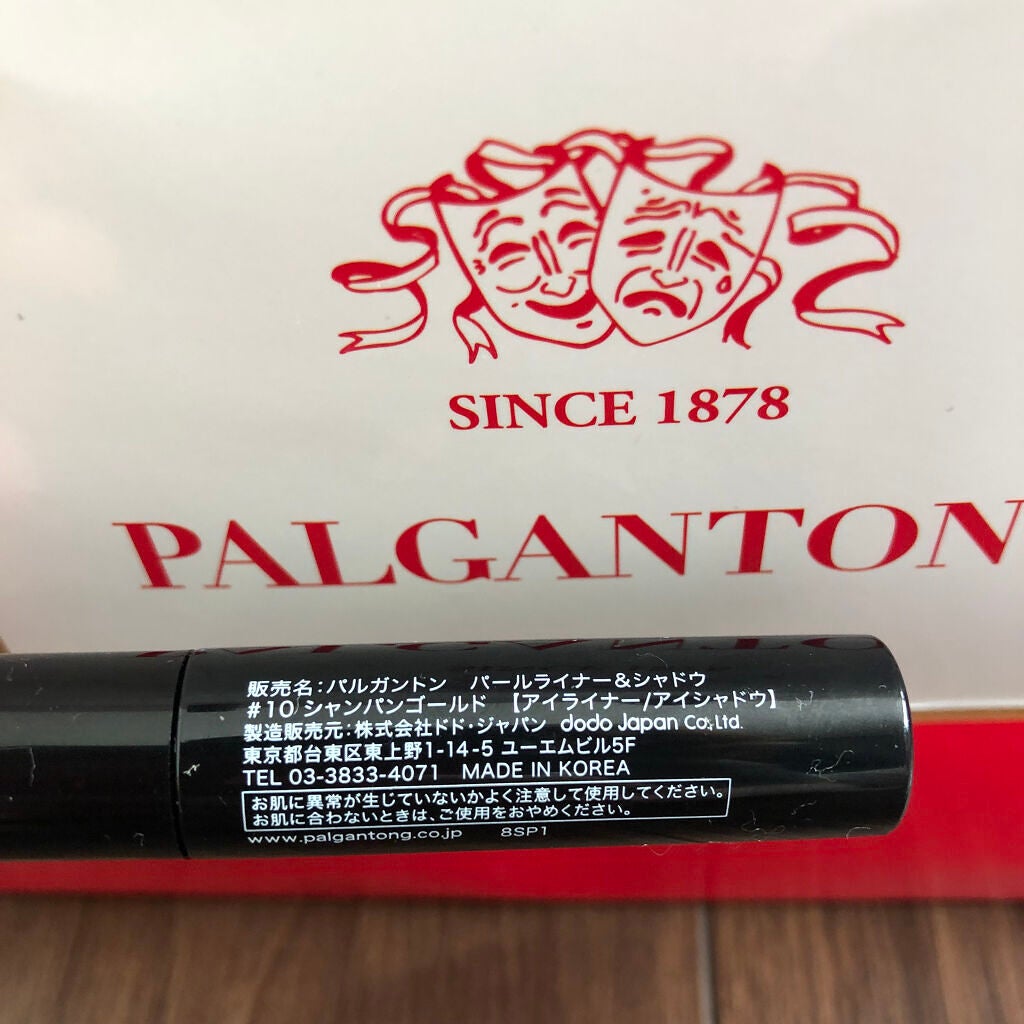 SINCE 1878
PALGANTON
販売名:パルガントン パールライナー&シャドウ
#10 シャンパンゴールド 【アイライナー/アイシャドウ】
製造販売元:株式会社ドド・ジャパン dodo Japan Co.,Ltd.
東京都台東区東上野1-14-5 ユーエムビル5F
TEL 03-3833-4071 MADE IN KOREA
お肌に異常が生じていないかよく注意して使用してください。
お肌に合わないときは、ご使用をおやめください。
www.palgantong.co.jp 8SP1